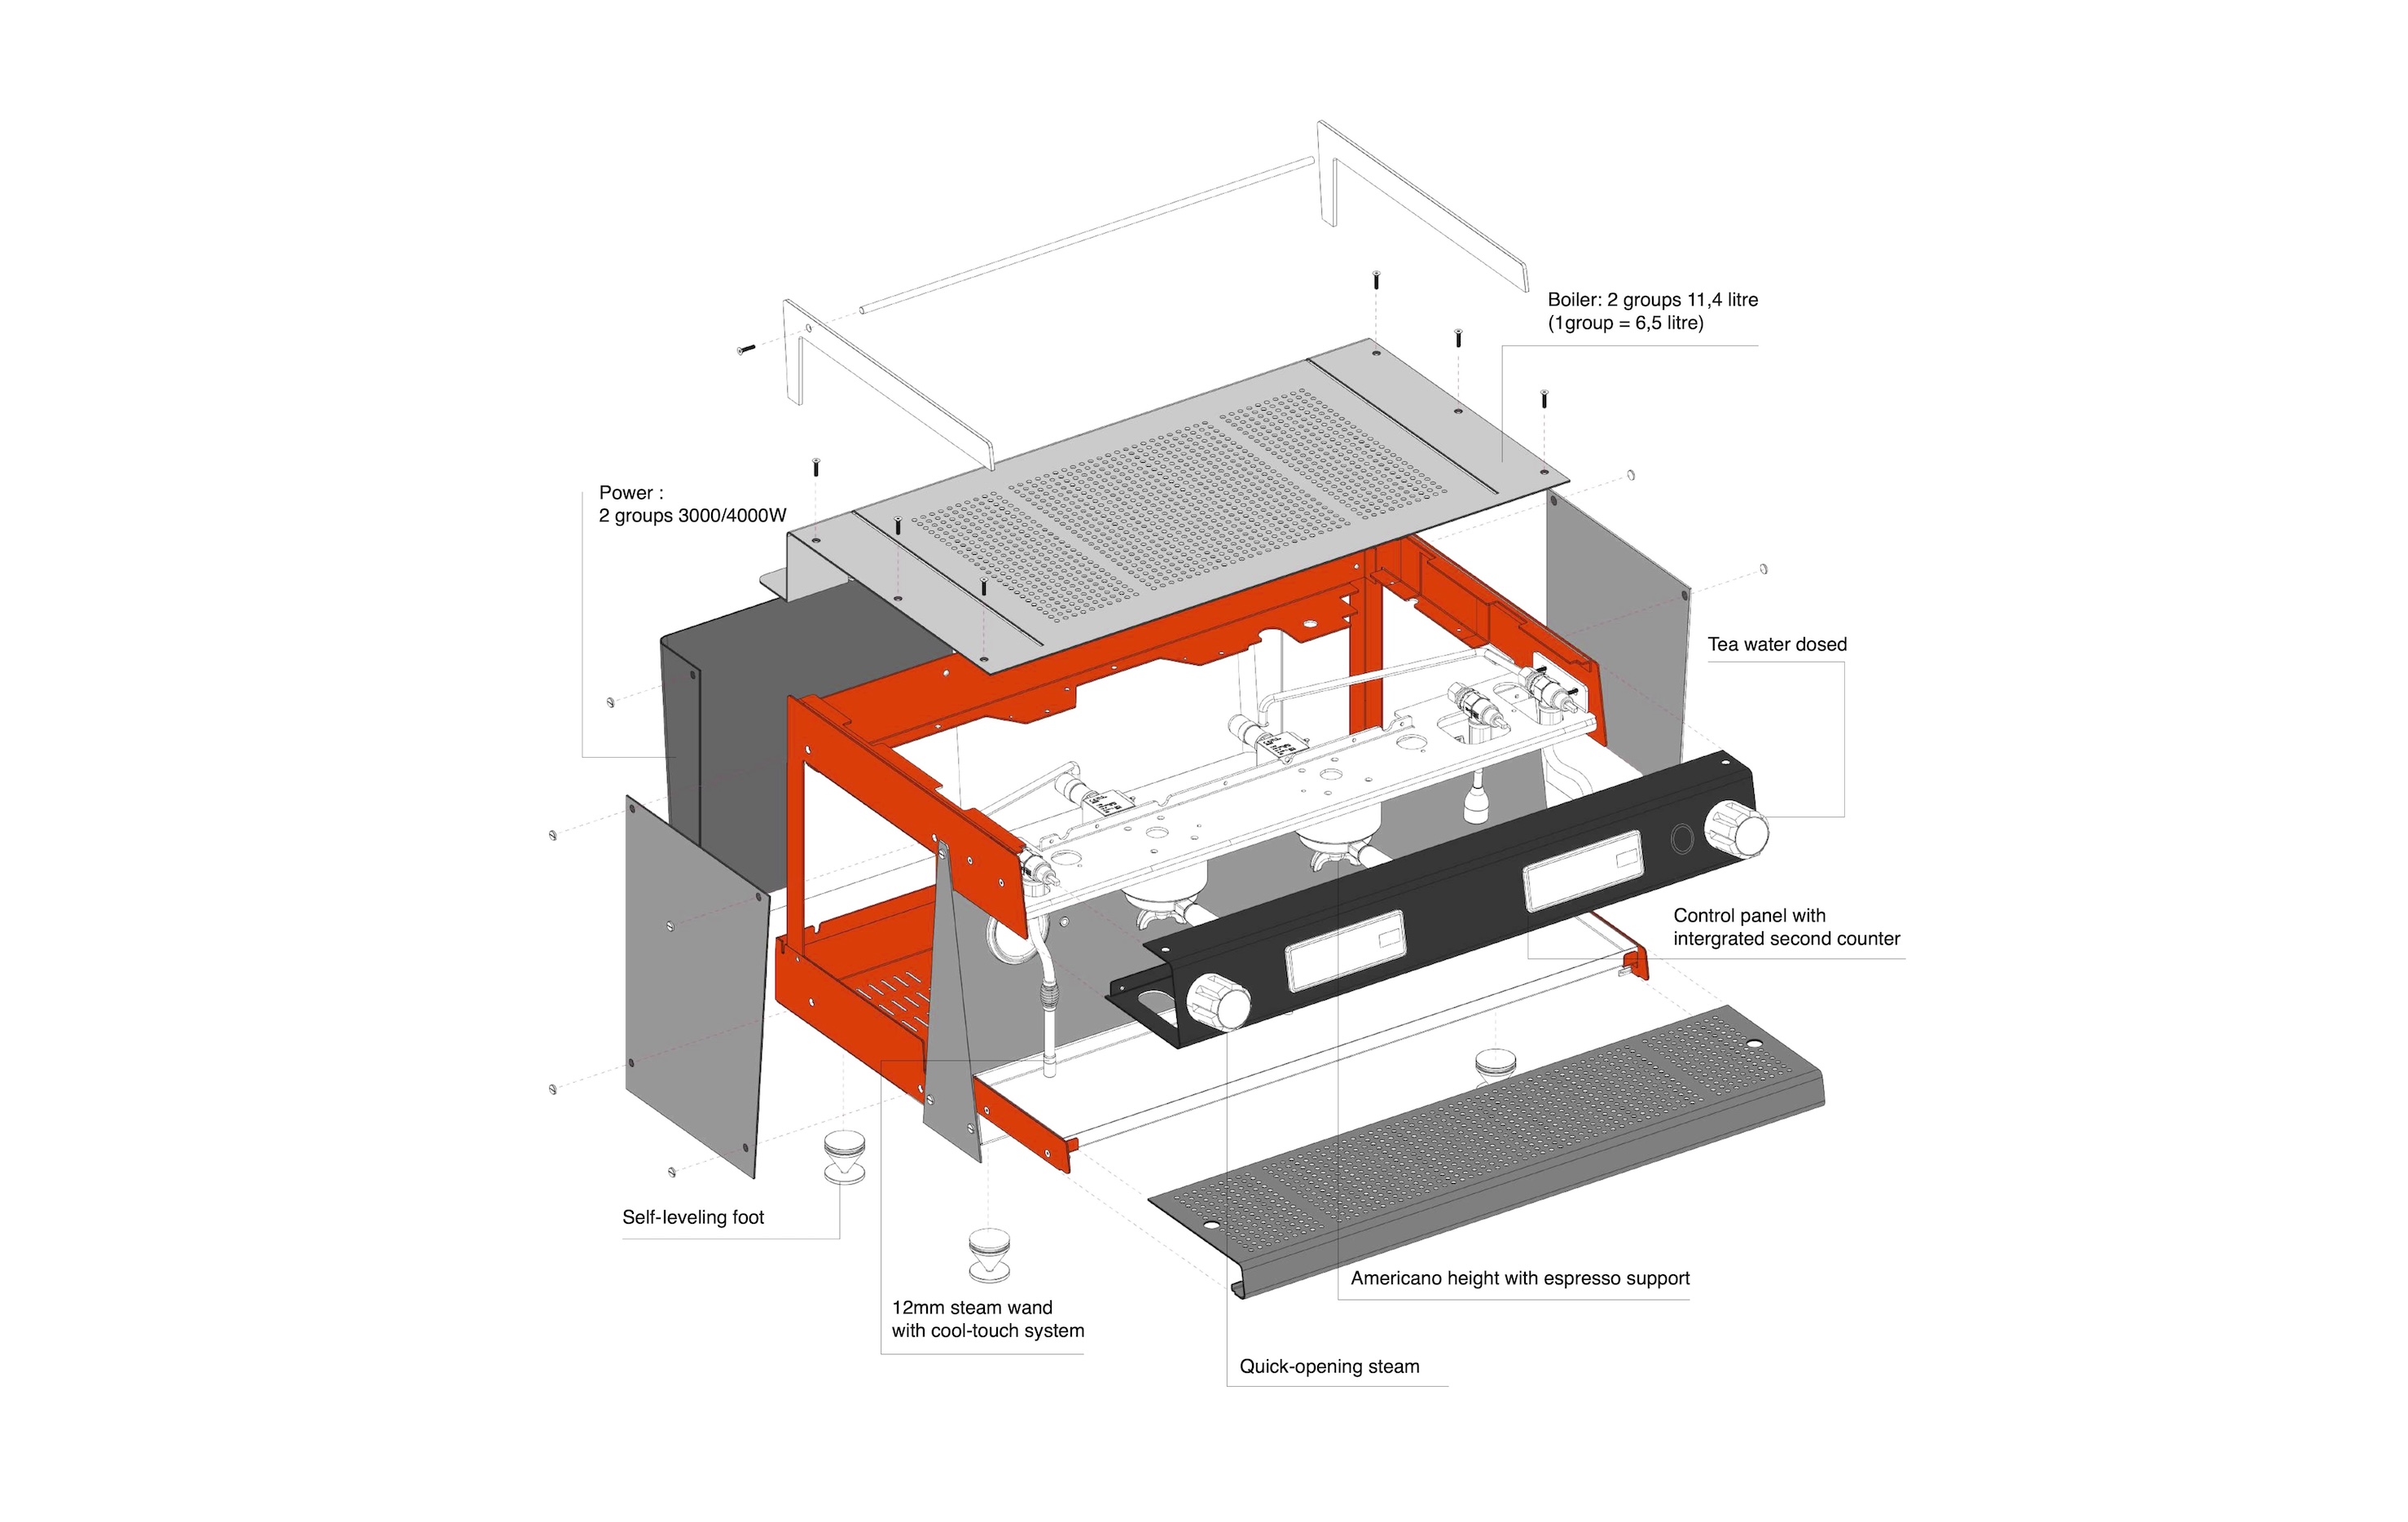 Boiler: 2 groups 11,4 litre
(1group = 6,5 litre)
Power :
2 groups 3000/4000W
Tea water dosed
Control panel with
intergrated second counter
Self-leveling foot
Americano height with espresso support
12mm steam wand
with cool-touch system
Quick-opening steam